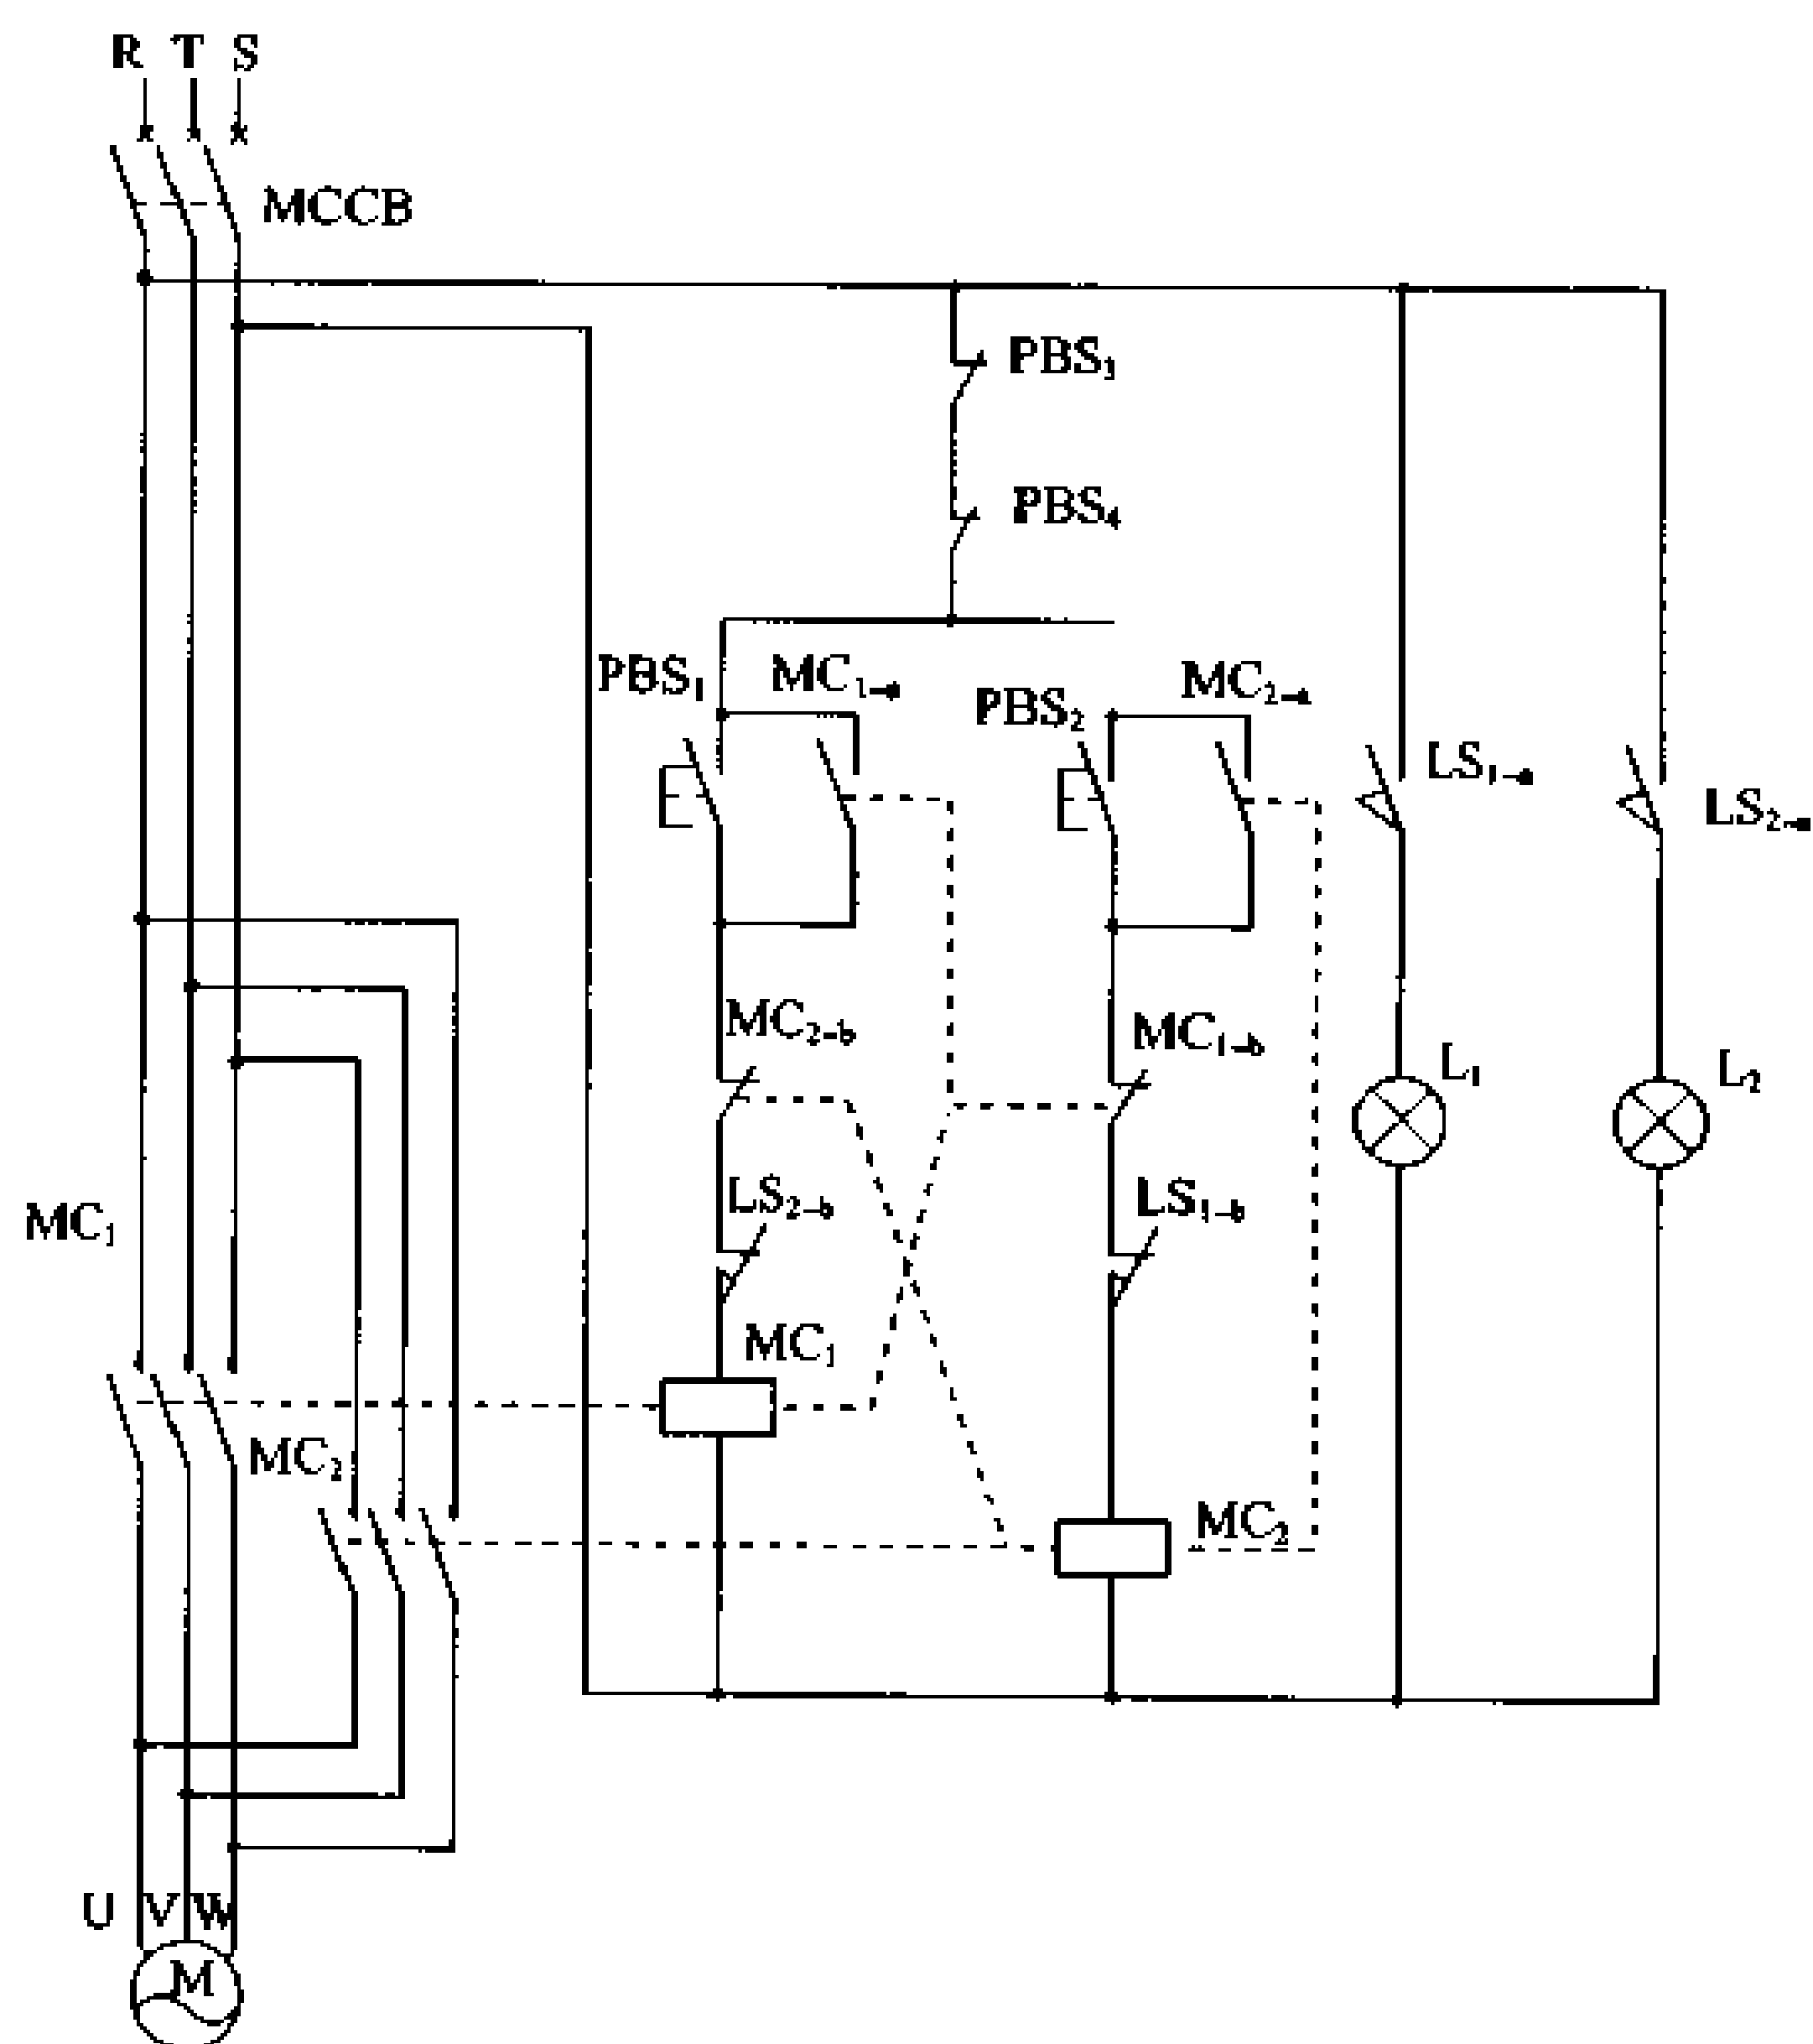 R T S
MCCB
PBS₃
PBS₄
PBS₁
MC₁₋ₐ
PBS₂
MC₂₋ₐ
LS₁₋ₐ
LS₂₋ₐ
MC₂₋b
MC₁₋b
L₁
L₂
LS₂₋b
LS₁₋b
MC₁
MC₁
MC₂
MC₂
U V W
M